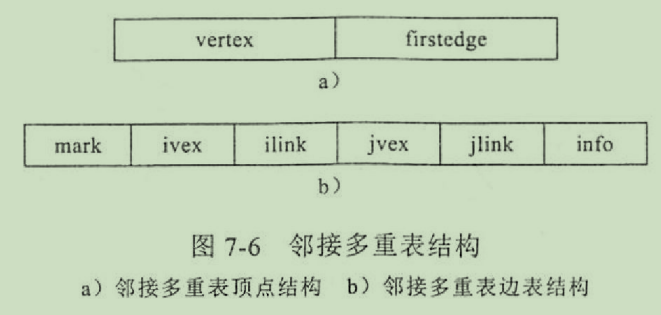 vertex firstedge
a）
mark ivex ilink jvex jlink info
b）
图 7-6 邻接多重表结构
a）邻接多重表顶点结构 b）邻接多重表边表结构